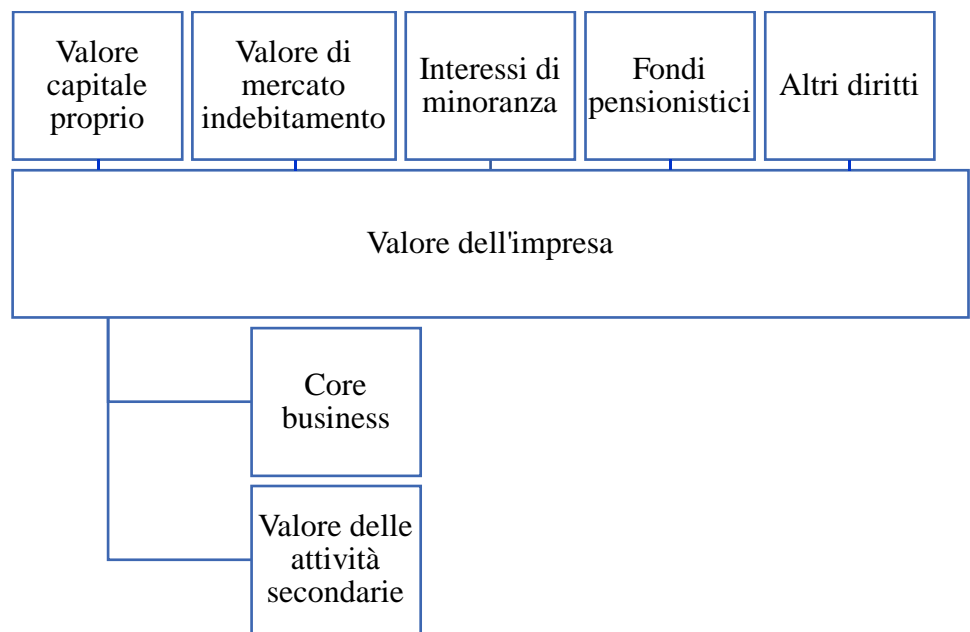 Valore
capitale
proprio
Valore di
mercato
indebitamento
Interessi di
minoranza
Fondi
pensionistici
Altri diritti
Valore dell'impresa
Core
business
Valore delle
attività
secondarie